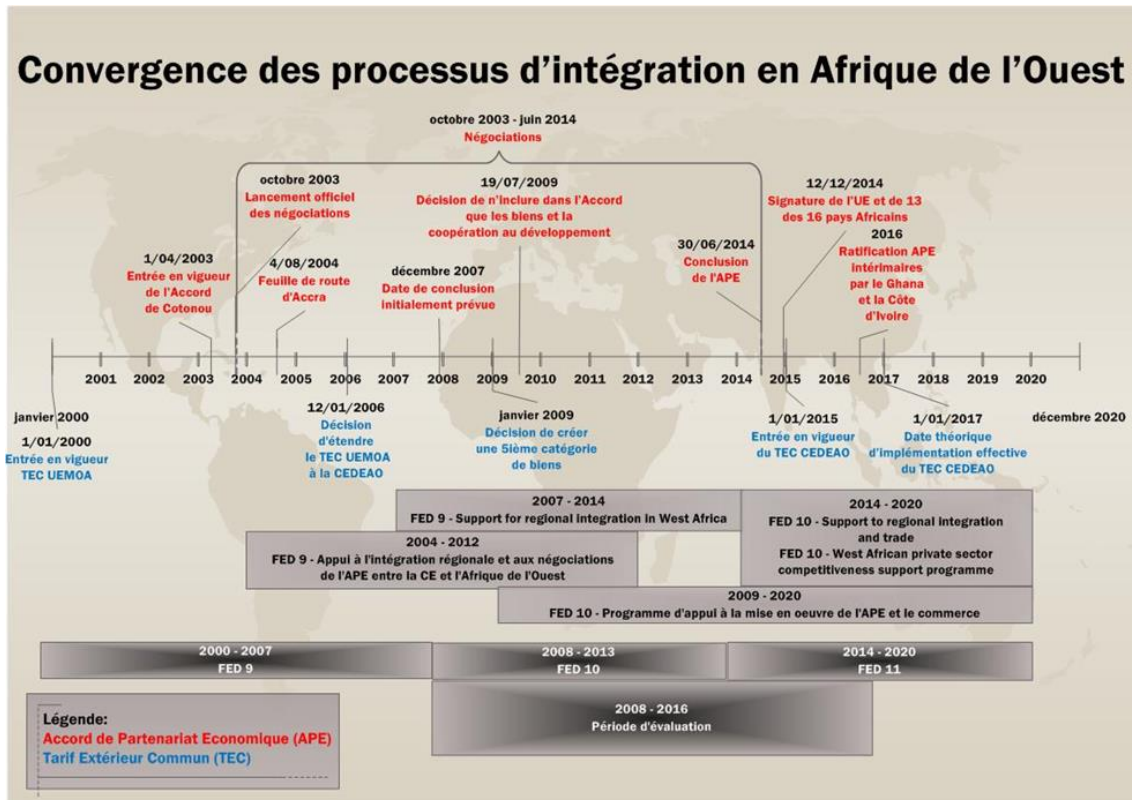 Convergence des processus d'intégration en Afrique de l'Ouest
octobre 2003 - juin 2014
Négociations
octobre 2003
Lancement officiel
des négociations
19/07/2009
Décision de n'inclure dans l'Accord
que les biens et la
coopération au développement
12/12/2014
Signature de l'UE et de 13
des 16 pays Africains
1/04/2003
Entrée en vigueur
de l'Accord
de Cotonou
4/08/2004
Feuille de route
d'Accra
décembre 2007
Date de conclusion
initialement prévue
30/06/2014
Conclusion
de l'APE
2016
Ratification APE
intérimaires
par le Ghana
et la Côte
d'Ivoire
2001 2002 2003 2004 2005 2006 2007 2008 2009 2010 2011 2012 2013 2014 2015 2016 2017 2018 2019 2020
janvier 2000
1/01/2000
Entrée en vigueur
TEC UEMOA
12/01/2006
Décision
d'étendre
le TEC UEMOA
à la CEDEAO
janvier 2009
Décision de créer
une 5ième catégorie
de biens
1/01/2015
Entrée en vigueur
du TEC CEDEAO
1/01/2017
Date théorique
d'implémentation effective
du TEC CEDEAO
décembre 2020
2007 - 2014
FED 9 - Support for regional integration in West Africa
2014 - 2020
FED 10 - Support to regional integration
and trade
FED 10 - West African private sector
competitiveness support programme
2004 - 2012
FED 9 - Appui à l'intégration régionale et aux négociations
de l'APE entre la CE et l'Afrique de l'Ouest
2009 - 2020
FED 10 - Programme d'appui à la mise en oeuvre de l'APE et le commerce
2000 - 2007
FED 9
2008 - 2013
FED 10
2014 - 2020
FED 11
2008 - 2016
Période d'évaluation
Légende:
Accord de Partenariat Economique (APE)
Tarif Extérieur Commun (TEC)